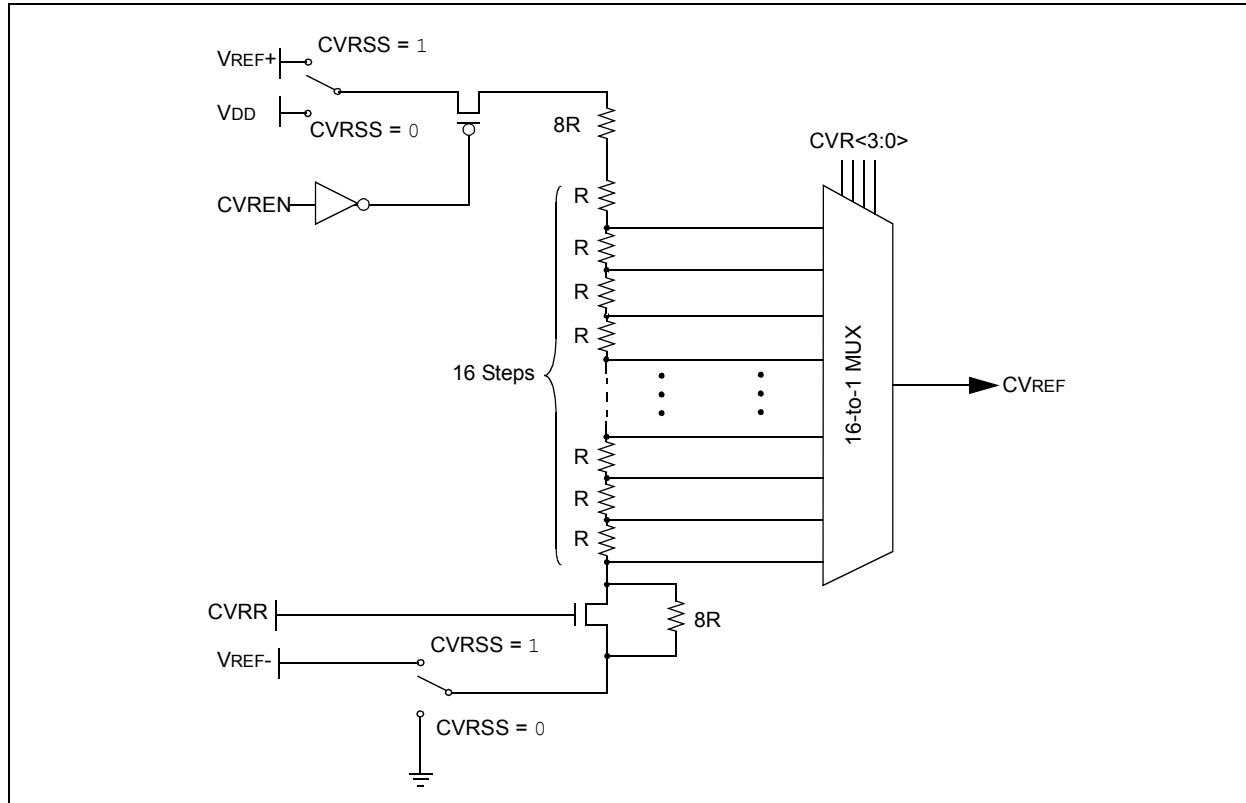 CVRSS = 1
VREF+
VDD
CVRSS = 0
8R
CVREN
CVR<3:0>
R
R
R
R
16 Steps
16-to-1 MUX
CVREF
R
R
R
CVRR
8R
CVRSS = 1
VREF-
CVRSS = 0